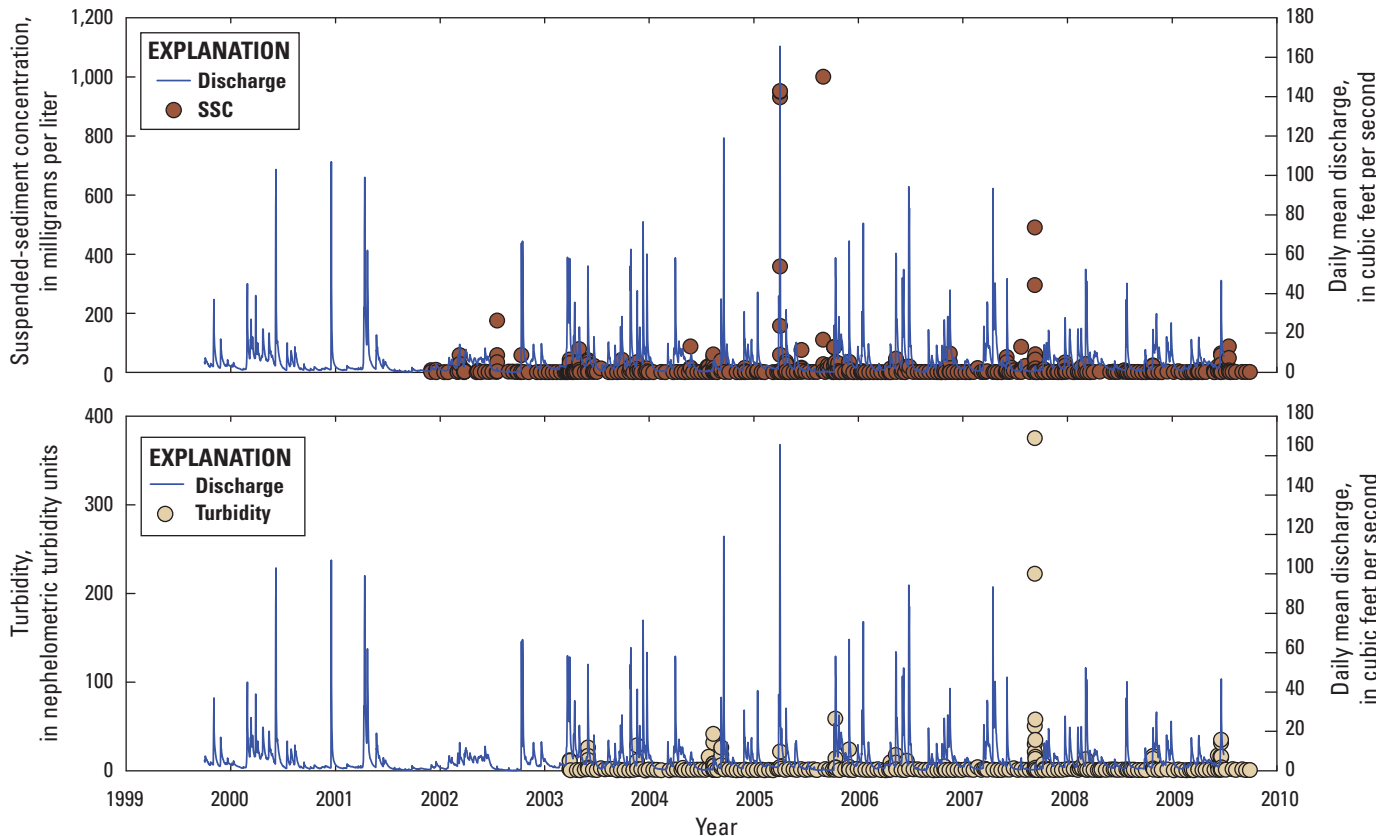 Suspended-sediment concentration,
in milligrams per liter
1,200
1,000
800
600
400
200
0
EXPLANATION
Discharge
SSC
180
160
140
120
100
80
60
40
20
0
Daily mean discharge,
in cubic feet per second
Turbidity,
in nephelometric turbidity units
400
300
200
100
0
EXPLANATION
Discharge
Turbidity
180
160
140
120
100
80
60
40
20
0
Daily mean discharge,
in cubic feet per second
1999 2000 2001 2002 2003 2004 2005 2006 2007 2008 2009 2010
Year